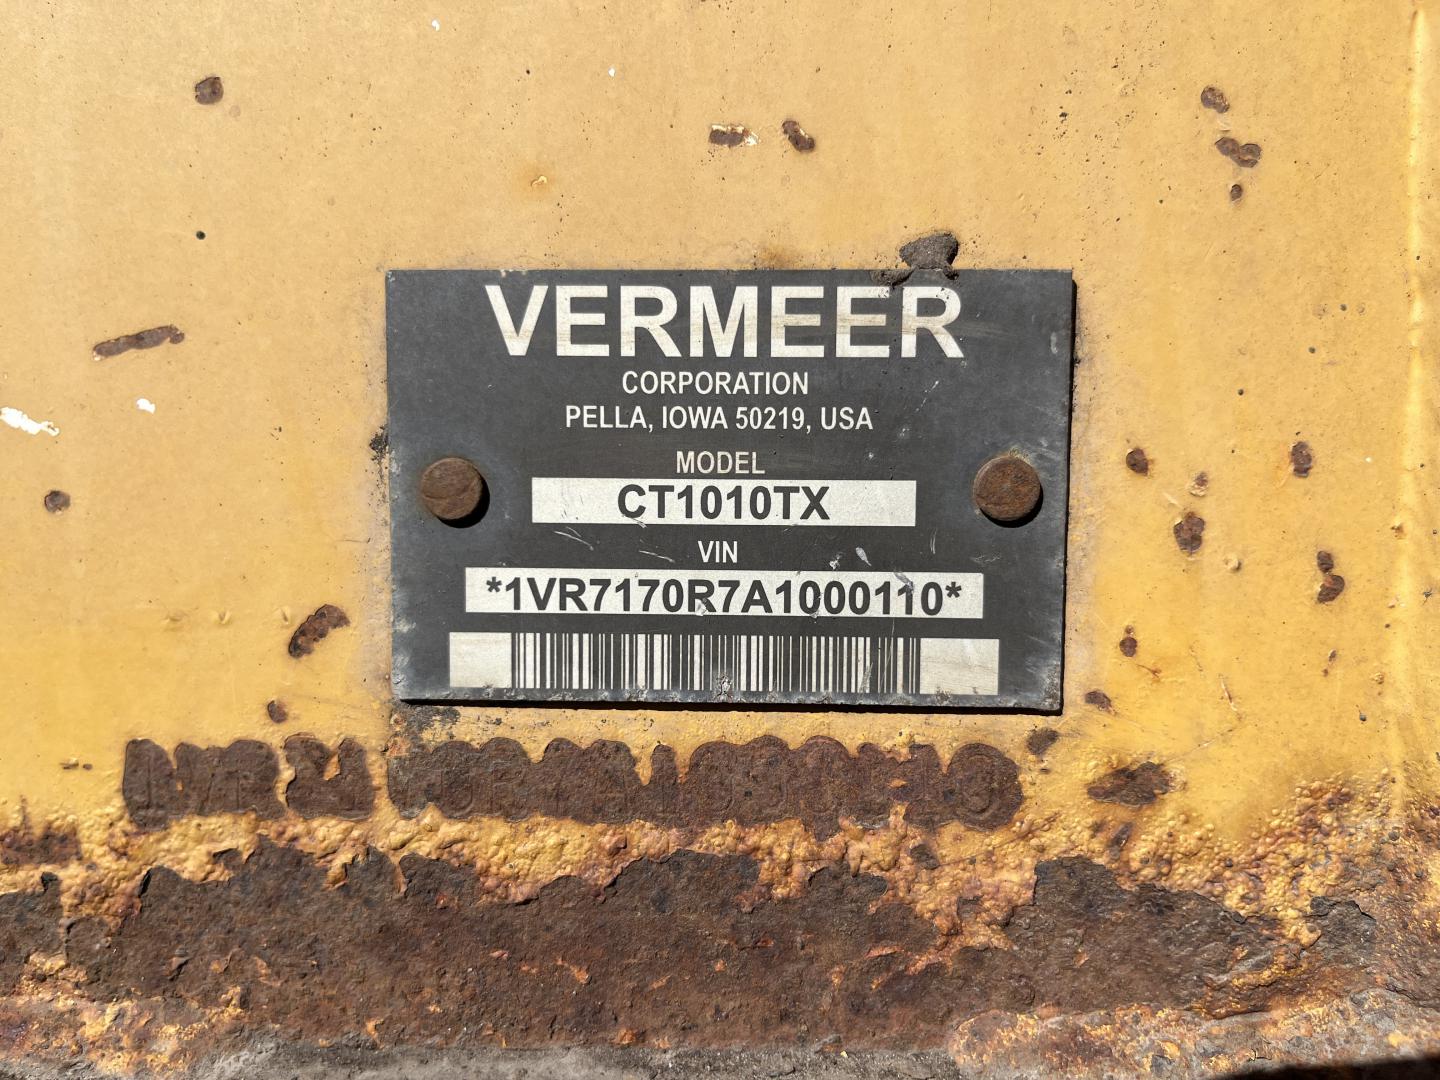 VERMEER
CORPORATION
PELLA, IOWA 50219, USA
MODEL
CT1010TX
VIN
*1VR7170R7A1000110*